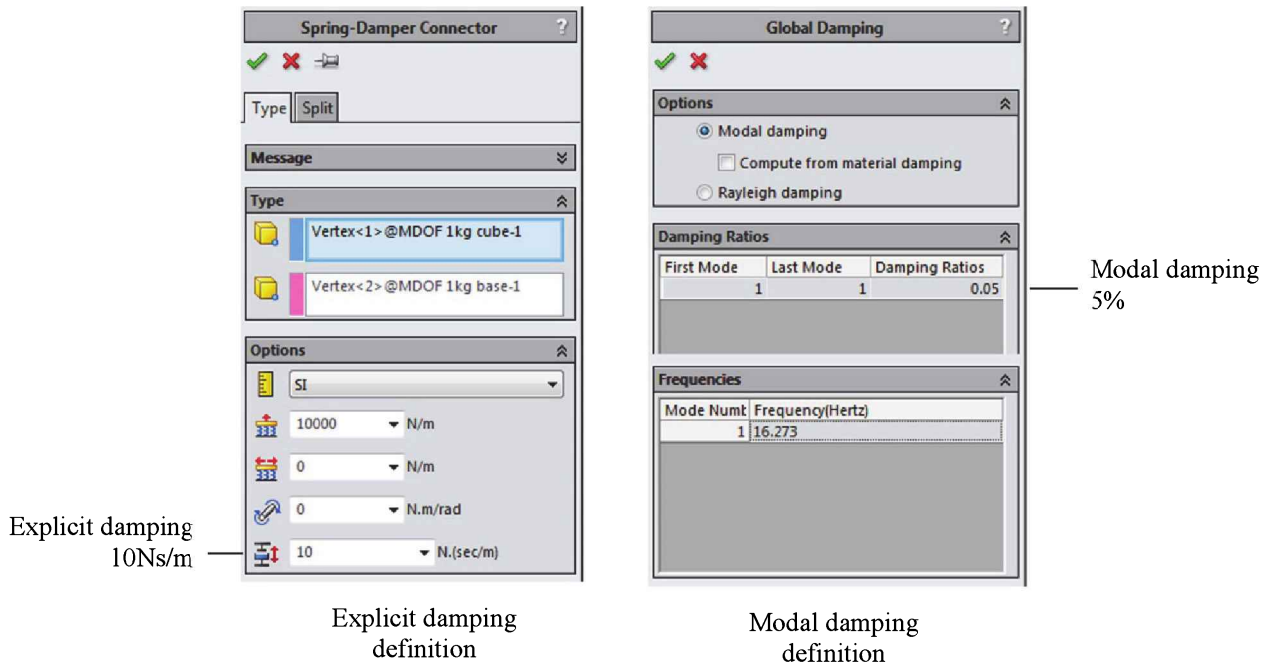 Spring-Damper Connector ?
Type Split
Message
Type
Vertex<1>@MDOF 1kg cube-1
Vertex<2>@MDOF 1kg base-1
Options
SI
10000 N/m
0 N/m
0 N.m/rad
10 N.(sec/m)
Explicit damping
10Ns/m
Explicit damping
definition
Global Damping ?
Options
Modal damping
Compute from material damping
Rayleigh damping
Damping Ratios
First Mode Last Mode Damping Ratios
1 1 0.05
Modal damping
5%
Frequencies
Mode Numb Frequency(Hertz)
1 16.273
Modal damping
definition